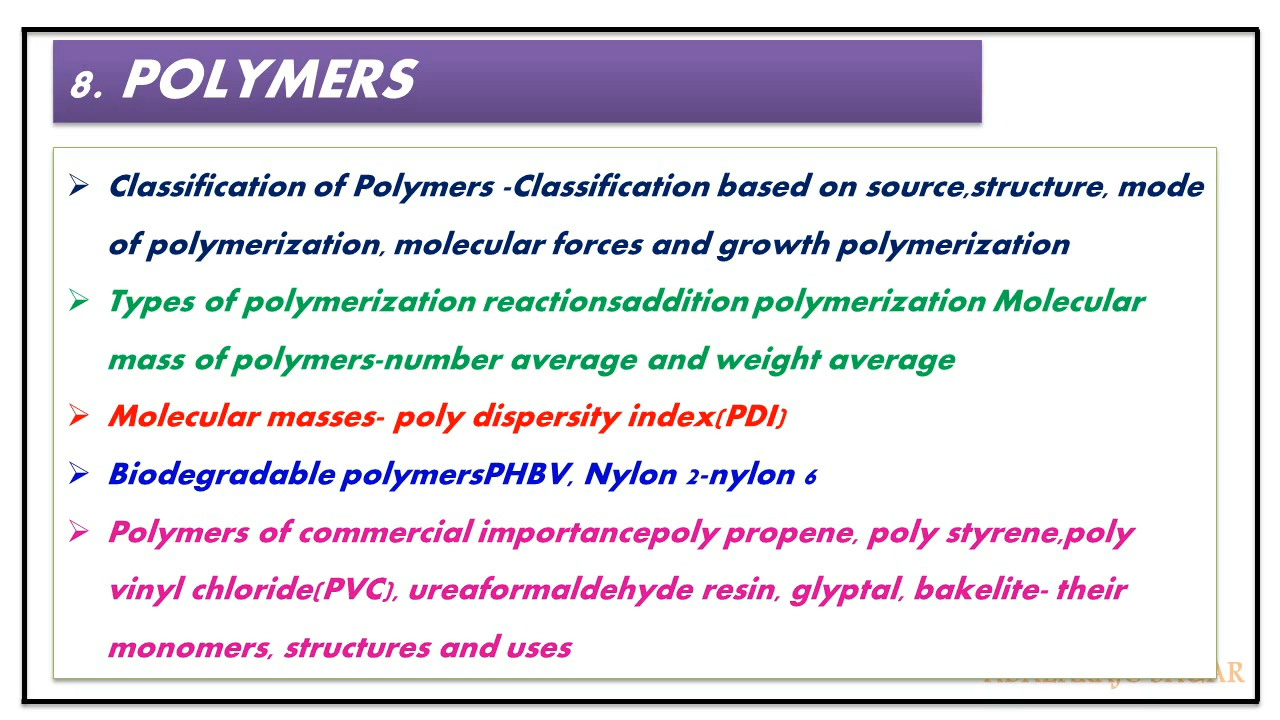 8. POLYMERS
Classification of Polymers -Classification based on source,structure, mode
of polymerization, molecular forces and growth polymerization
Types of polymerization reactionsaddition polymerization Molecular
mass of polymers-number average and weight average
Molecular masses- poly dispersity index(PDI)
Biodegradable polymersPHBV, Nylon 2-nylon 6
Polymers of commercial importancepoly propene, poly styrene,poly
vinyl chloride(PVC), ureaformaldehyde resin, glyptal, bakelite- their
monomers, structures and uses